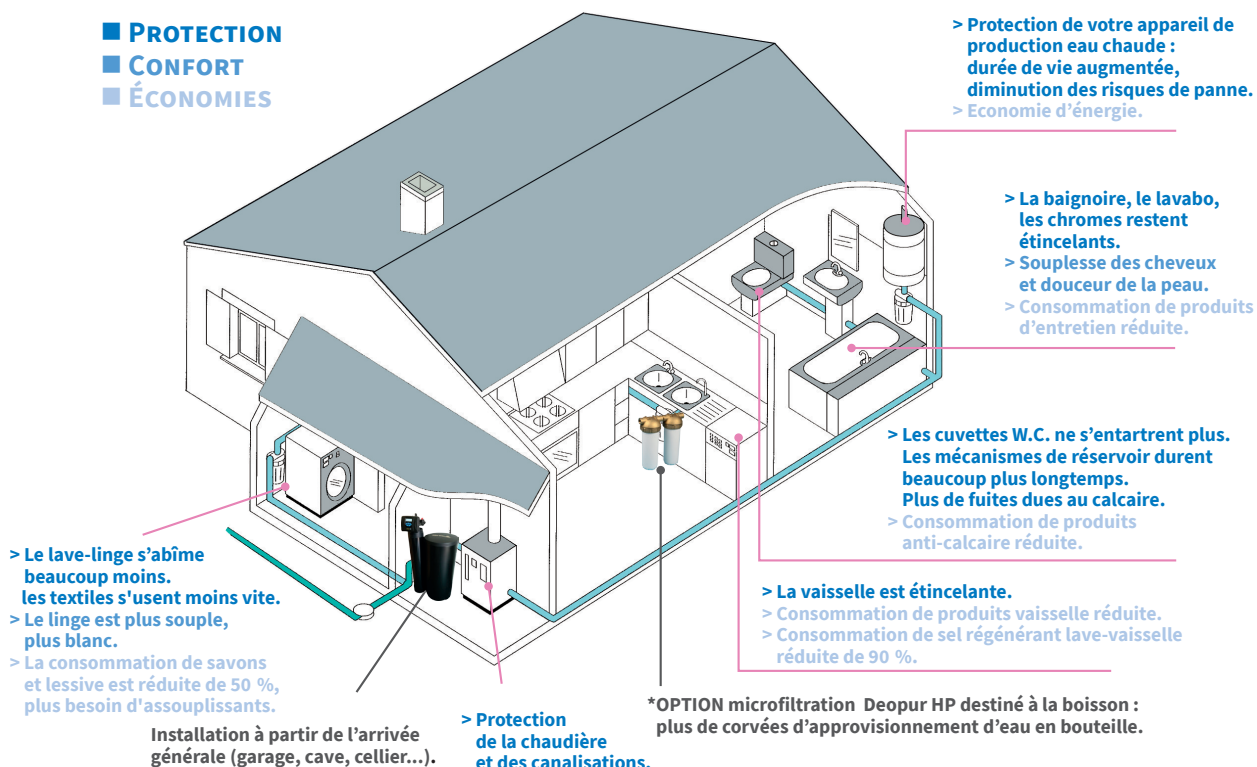 ■ PROTECTION
■ CONFORT
■ ÉCONOMIES
> Protection de votre appareil de
production eau chaude :
durée de vie augmentée,
diminution des risques de panne.
> Economie d’énergie.
> La baignoire, le lavabo,
les chromes restent
étincelants.
> Souplesse des cheveux
et douceur de la peau.
> Consommation de produits
d’entretien réduite.
> Les cuvettes W.C. ne s’entartrent plus.
Les mécanismes de réservoir durent
beaucoup plus longtemps.
Plus de fuites dues au calcaire.
> Consommation de produits
anti-calcaire réduite.
> Le lave-linge s’abîme
beaucoup moins.
les textiles s'usent moins vite.
> Le linge est plus souple,
plus blanc.
> La consommation de savons
et lessive est réduite de 50 %,
plus besoin d'assouplissants.
> La vaisselle est étincelante.
> Consommation de produits vaisselle réduite.
> Consommation de sel régénérant lave-vaisselle
réduite de 90 %.
*OPTION microfiltration Deopur HP destiné à la boisson :
plus de corvées d’approvisionnement d’eau en bouteille.
Installation à partir de l’arrivée
générale (garage, cave, cellier...).
> Protection
de la chaudière
et des canalisations.